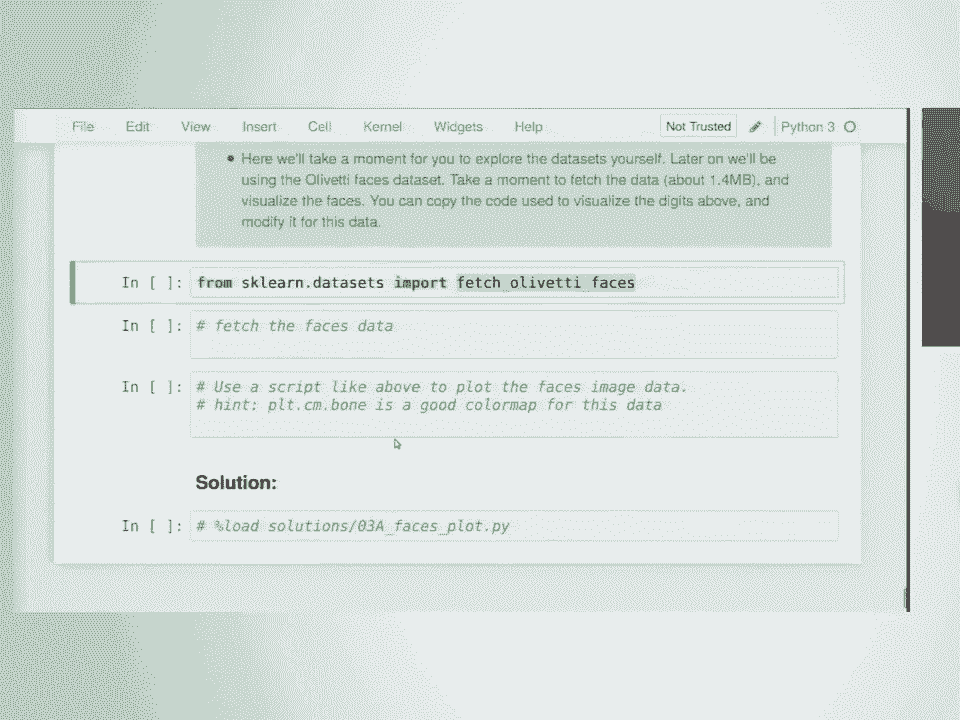 File Edit View Insert Cell Kernel Widgets Help Not Trusted Python 3
• Here we'll take a moment for you to explore the datasets yourself. Later on we'll be
using the Olivetti faces dataset. Take a moment to fetch the data (about 1.4MB), and
visualize the faces. You can copy the code used to visualize the digits above, and
modify it for this data.
In [ ]: from sklearn.datasets import fetch_olivetti_faces
In [ ]: # fetch the faces data
In [ ]: # Use a script like above to plot the faces image data.
# hint: plt.cm.bone is a good colormap for this data
Solution:
In [ ]: # %load solutions/03A_faces_plot.py